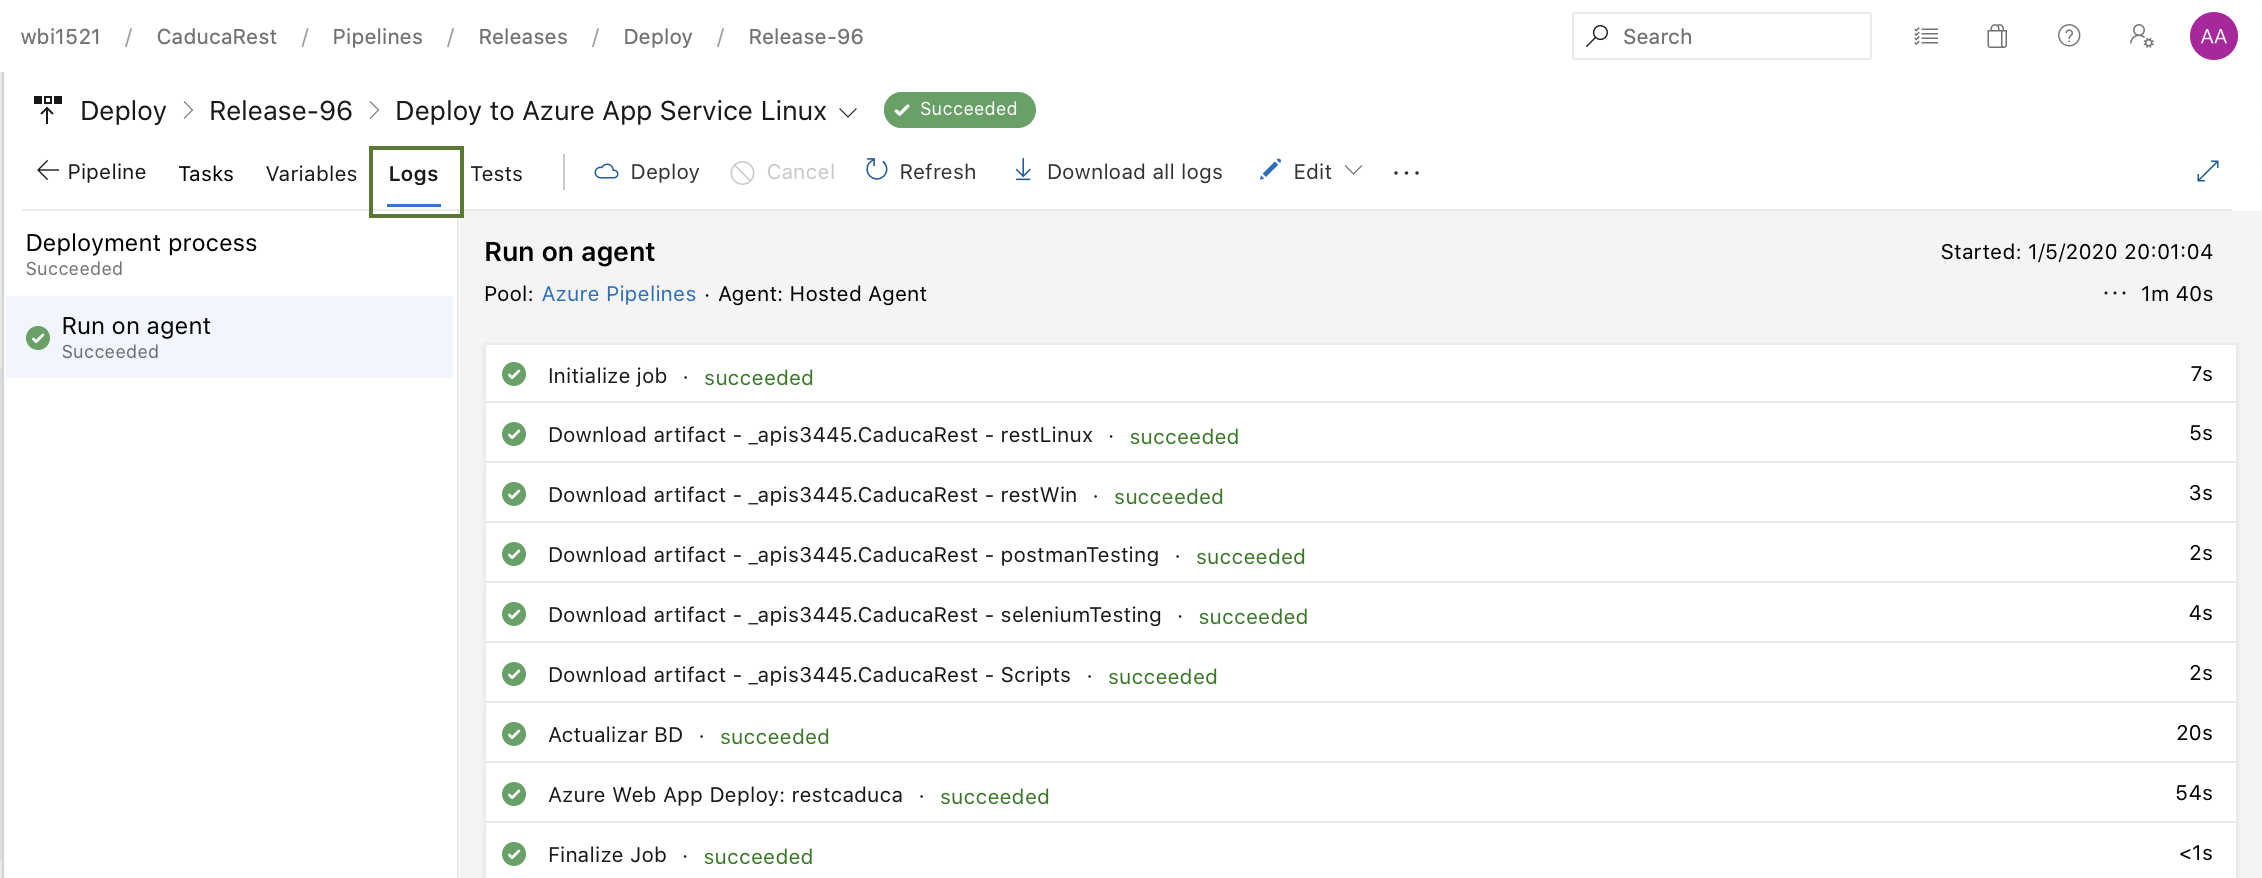 wbi1521 / CaducaRest / Pipelines / Releases / Deploy / Release-96
Search
AA
Deploy > Release-96 > Deploy to Azure App Service Linux
Succeeded
Pipeline Tasks Variables Logs Tests Deploy Cancel Refresh Download all logs Edit ...
Deployment process
Succeeded
Run on agent
Succeeded
Run on agent
Started: 1/5/2020 20:01:04
Pool: Azure Pipelines · Agent: Hosted Agent
... 1m 40s
Initialize job · succeeded 7s
Download artifact - _apis3445.CaducaRest - restLinux · succeeded 5s
Download artifact - _apis3445.CaducaRest - restWin · succeeded 3s
Download artifact - _apis3445.CaducaRest - postmanTesting · succeeded 2s
Download artifact - _apis3445.CaducaRest - seleniumTesting · succeeded 4s
Download artifact - _apis3445.CaducaRest - Scripts · succeeded 2s
Actualizar BD · succeeded 20s
Azure Web App Deploy: restcaduca · succeeded 54s
Finalize Job · succeeded <1s